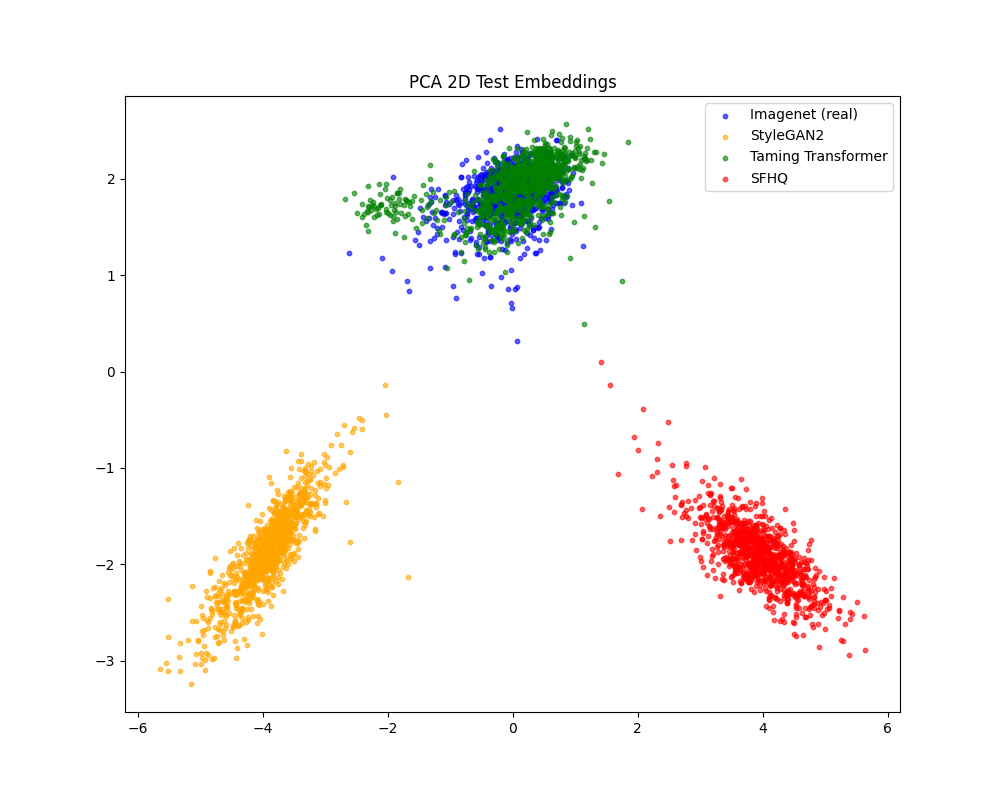 PCA 2D Test Embeddings
Imagenet (real)
StyleGAN2
Taming Transformer
SFHQ
2
1
0
−1
−2
−3
−6
−4
−2
0
2
4
6